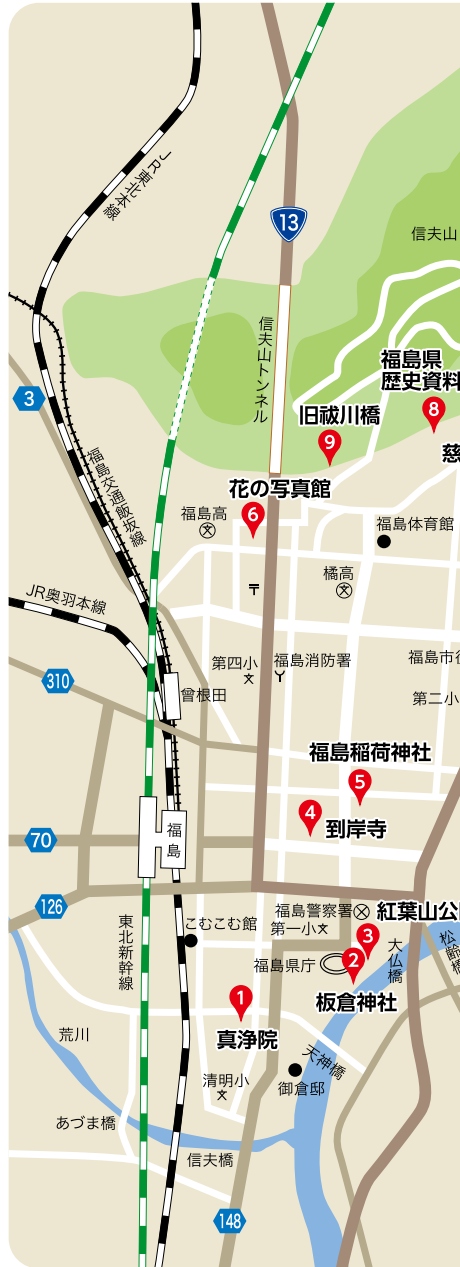 JR東北本線
13
信夫山
信夫山トンネル
福島県
歴史資料
8
3
旧祓川橋
9
慈
福島交通飯坂線
花の写真館
6
福島高
福島体育館
橘高
JR奥羽本線
310
第四小
福島消防署
福島市役
曾根田
第二小
福島稲荷神社
5
4
到岸寺
70
福島
126
福島警察署
紅葉山公
東北新幹線
こむこむ館
第一小
3
大仏橋
松齢橋
福島県庁
2
板倉神社
1
真浄院
荒川
天神橋
清明小
御倉邸
あづま橋
信夫橋
148